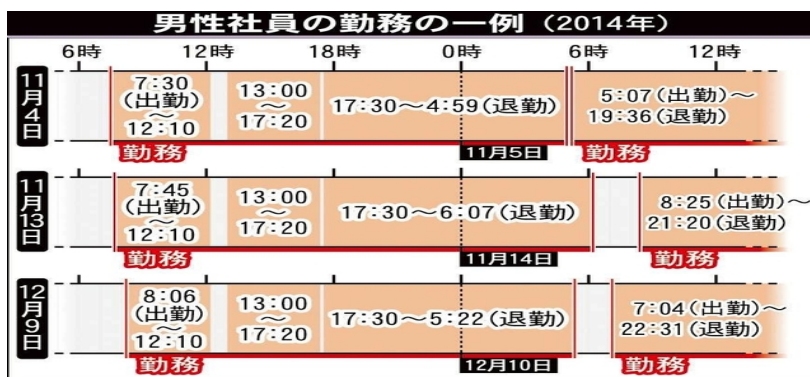 男性社員の勤務の一例(2014年)
6時 12時 18時 0時 6時 12時
11月4日
7:30
(出勤)
〜
12:10
13:00
〜
17:20
17:30〜4:59(退勤)
5:07(出勤)〜
19:36(退勤)
勤務
11月5日
勤務
11月13日
7:45
(出勤)
〜
12:10
13:00
〜
17:20
17:30〜6:07(退勤)
8:25(出勤)〜
21:20(退勤)
勤務
11月14日
勤務
12月9日
8:06
(出勤)
〜
12:10
13:00
〜
17:20
17:30〜5:22(退勤)
7:04(出勤)〜
22:31(退勤)
勤務
12月10日
勤務